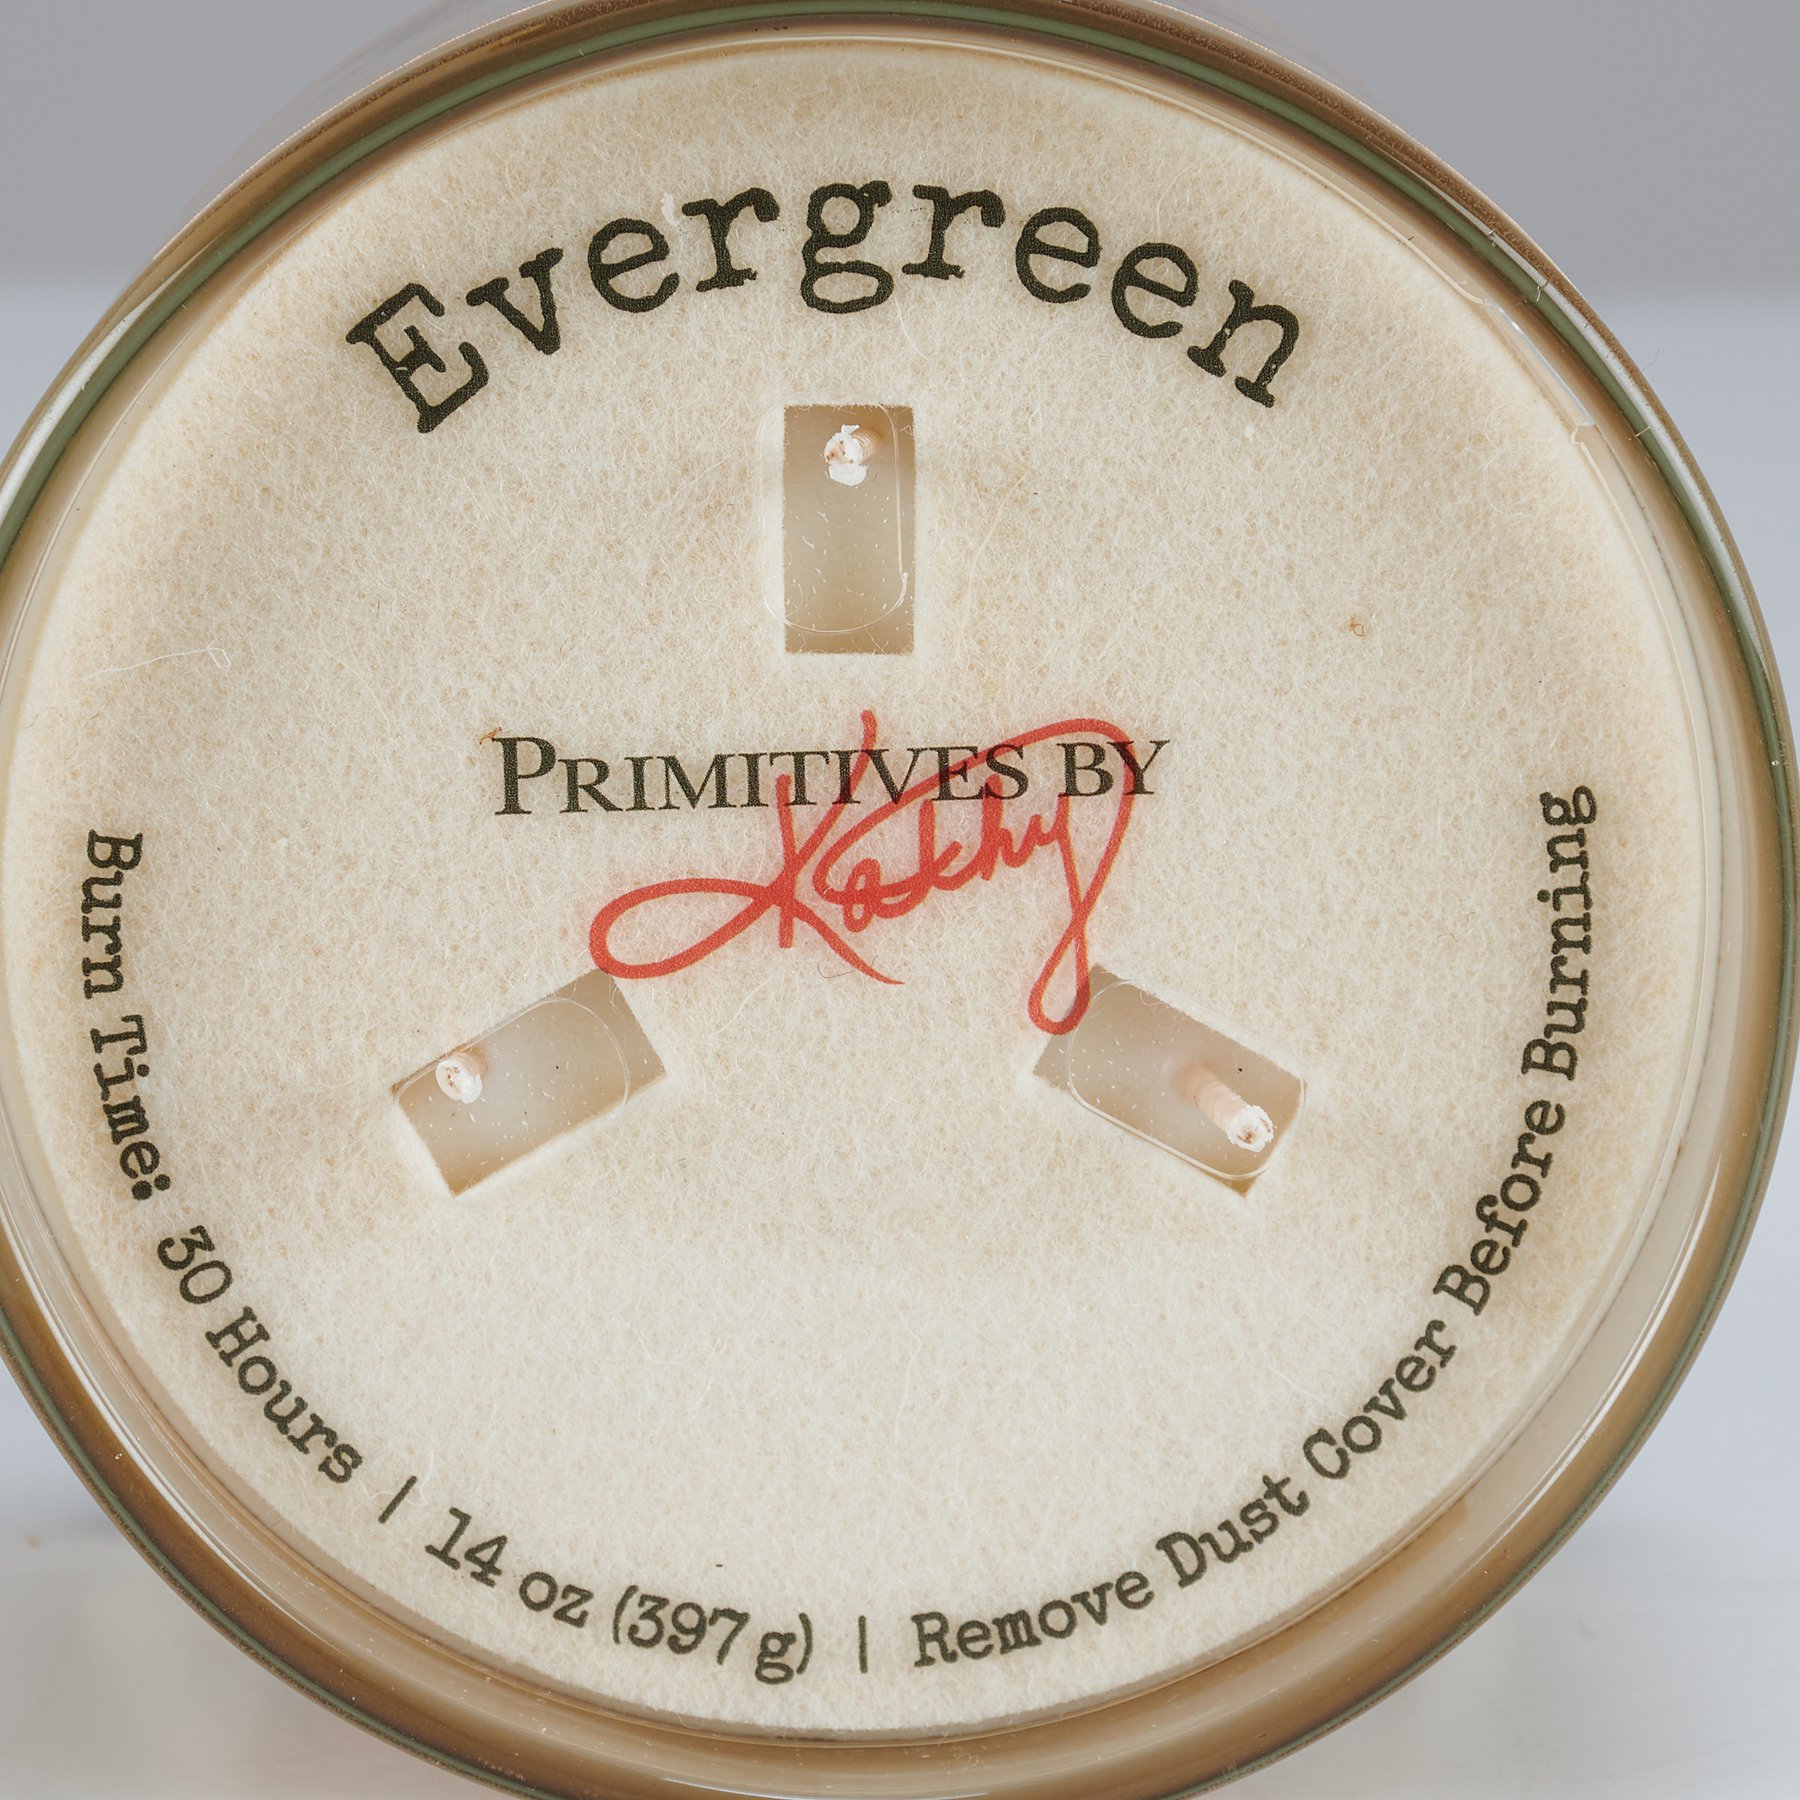 Evergreen
PRIMITIVES BY
Kathy
Burn Time: 30 Hours | 14 oz (397 g) | Remove Dust Cover Before Burning